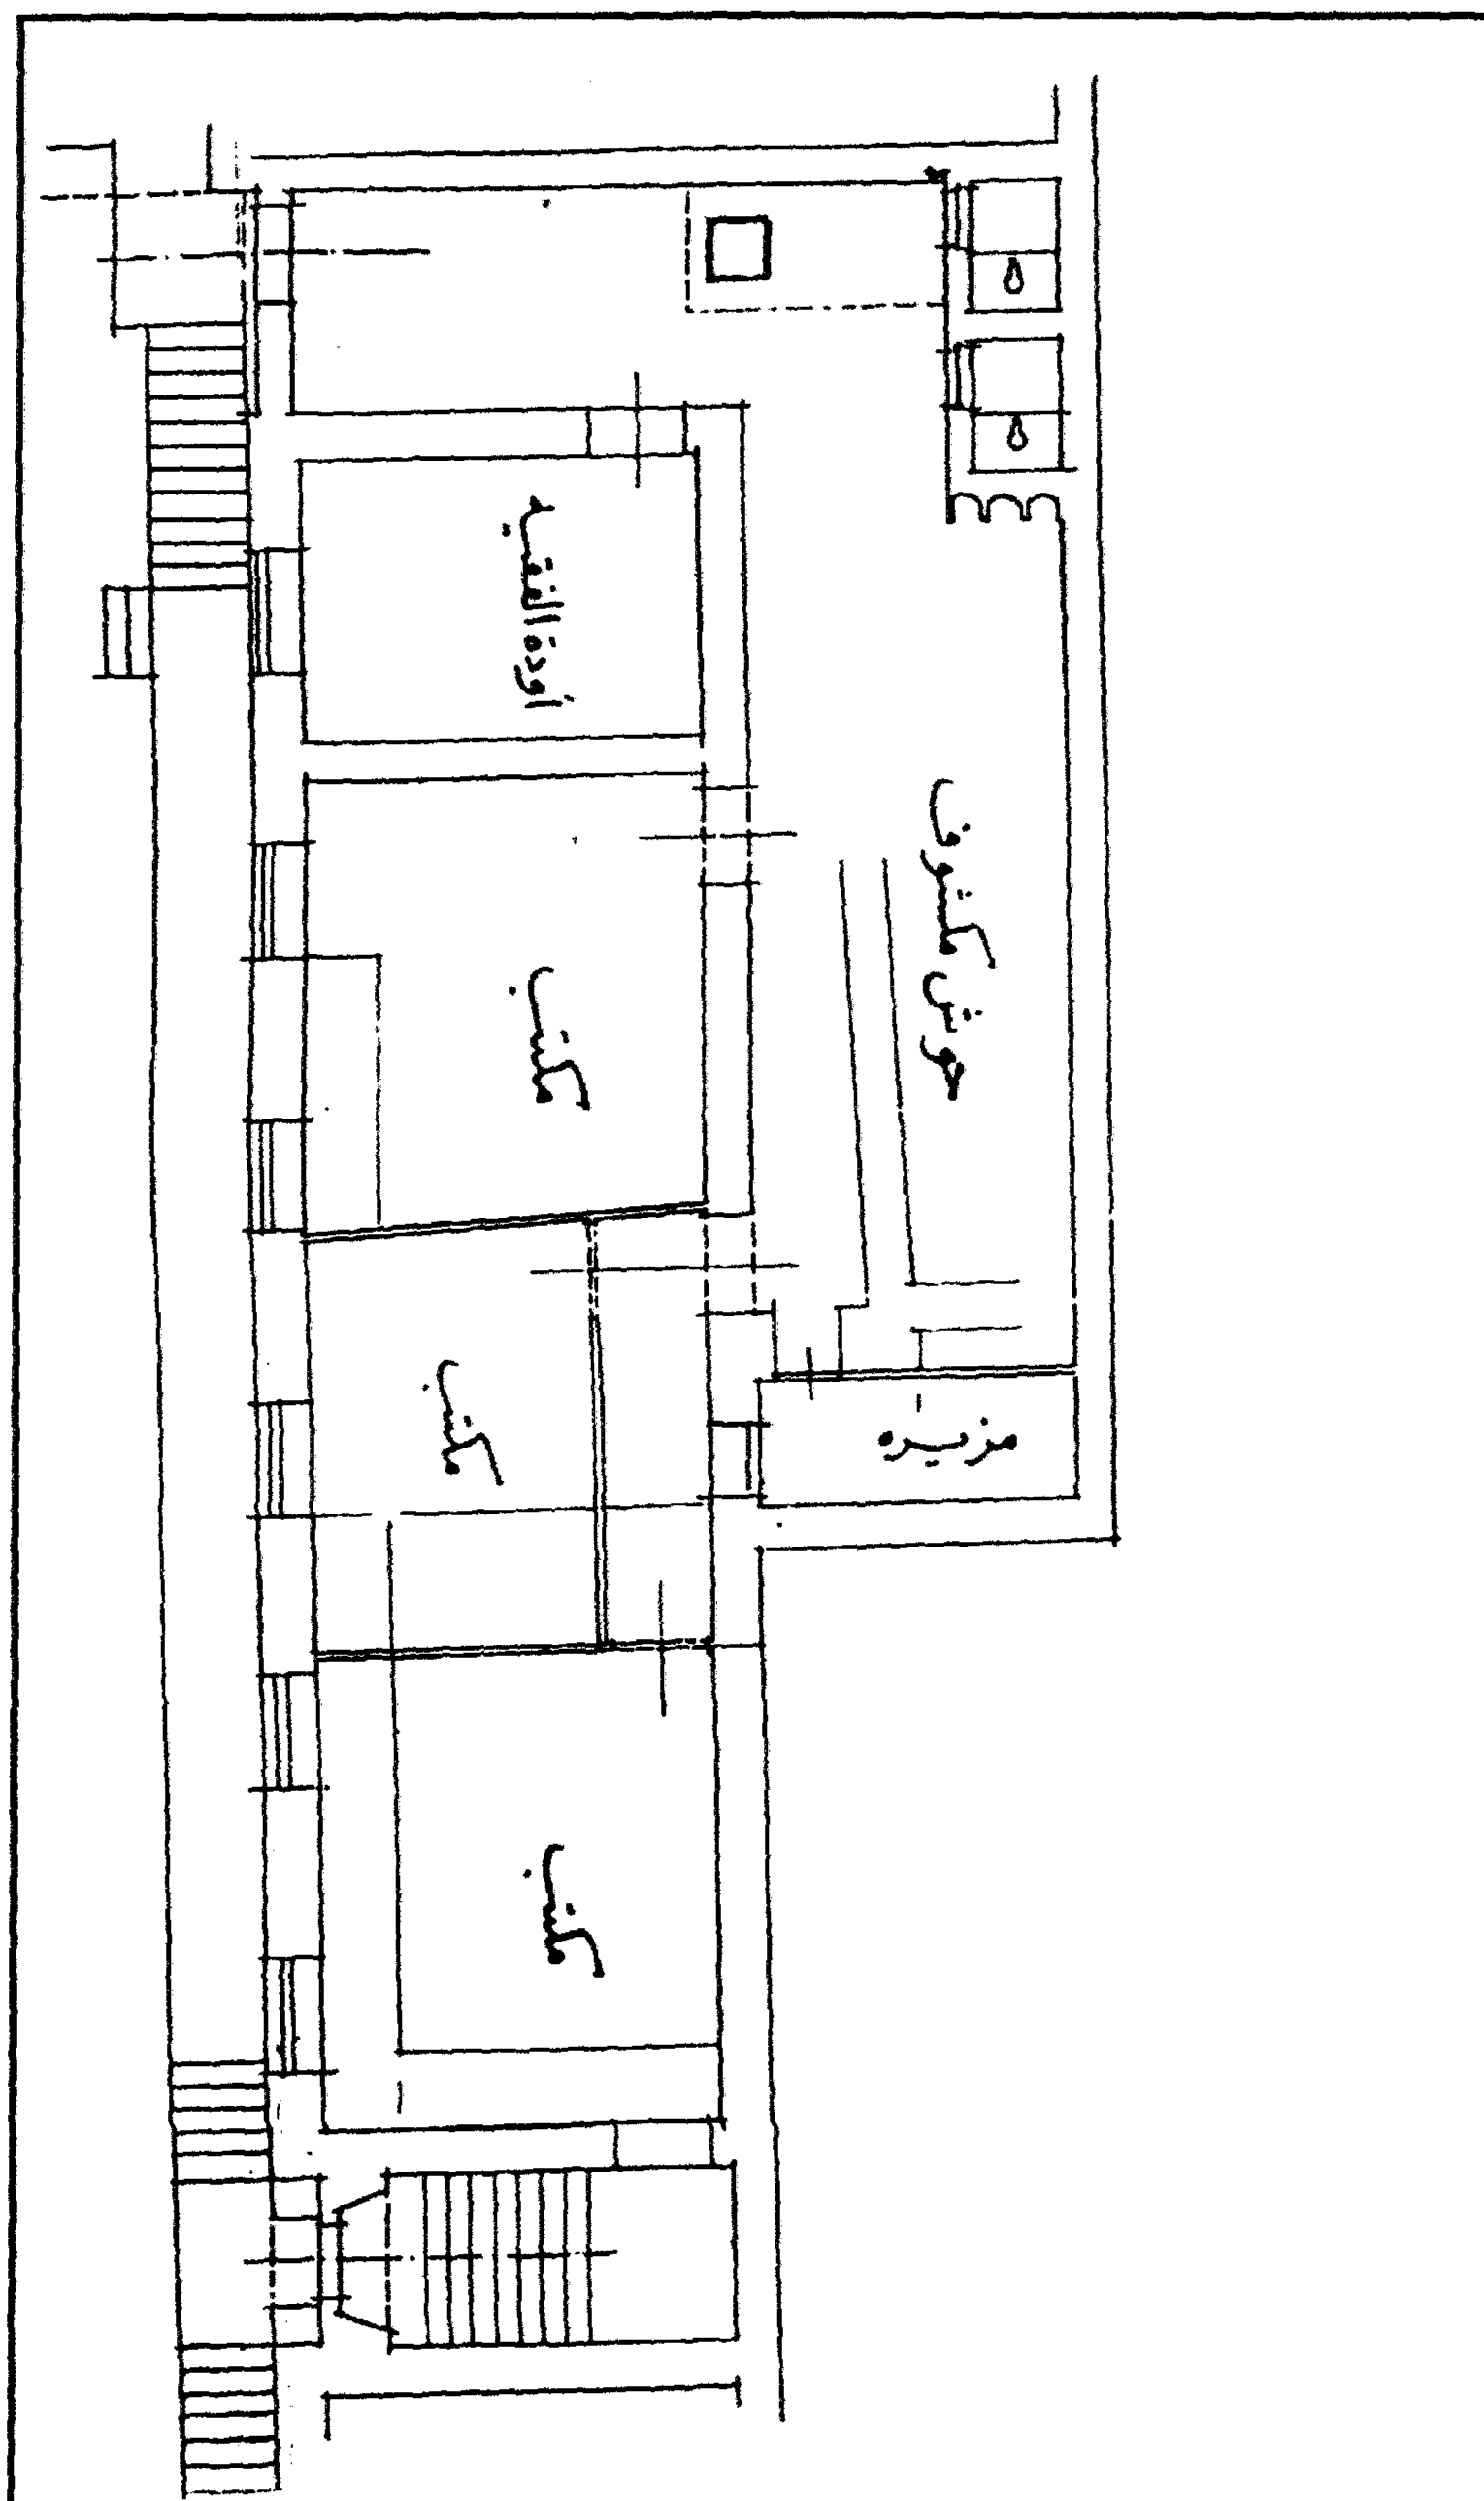 أودة الفقيه
حوش مكشوف
مكتب
مكتب
مزيره
مكتب